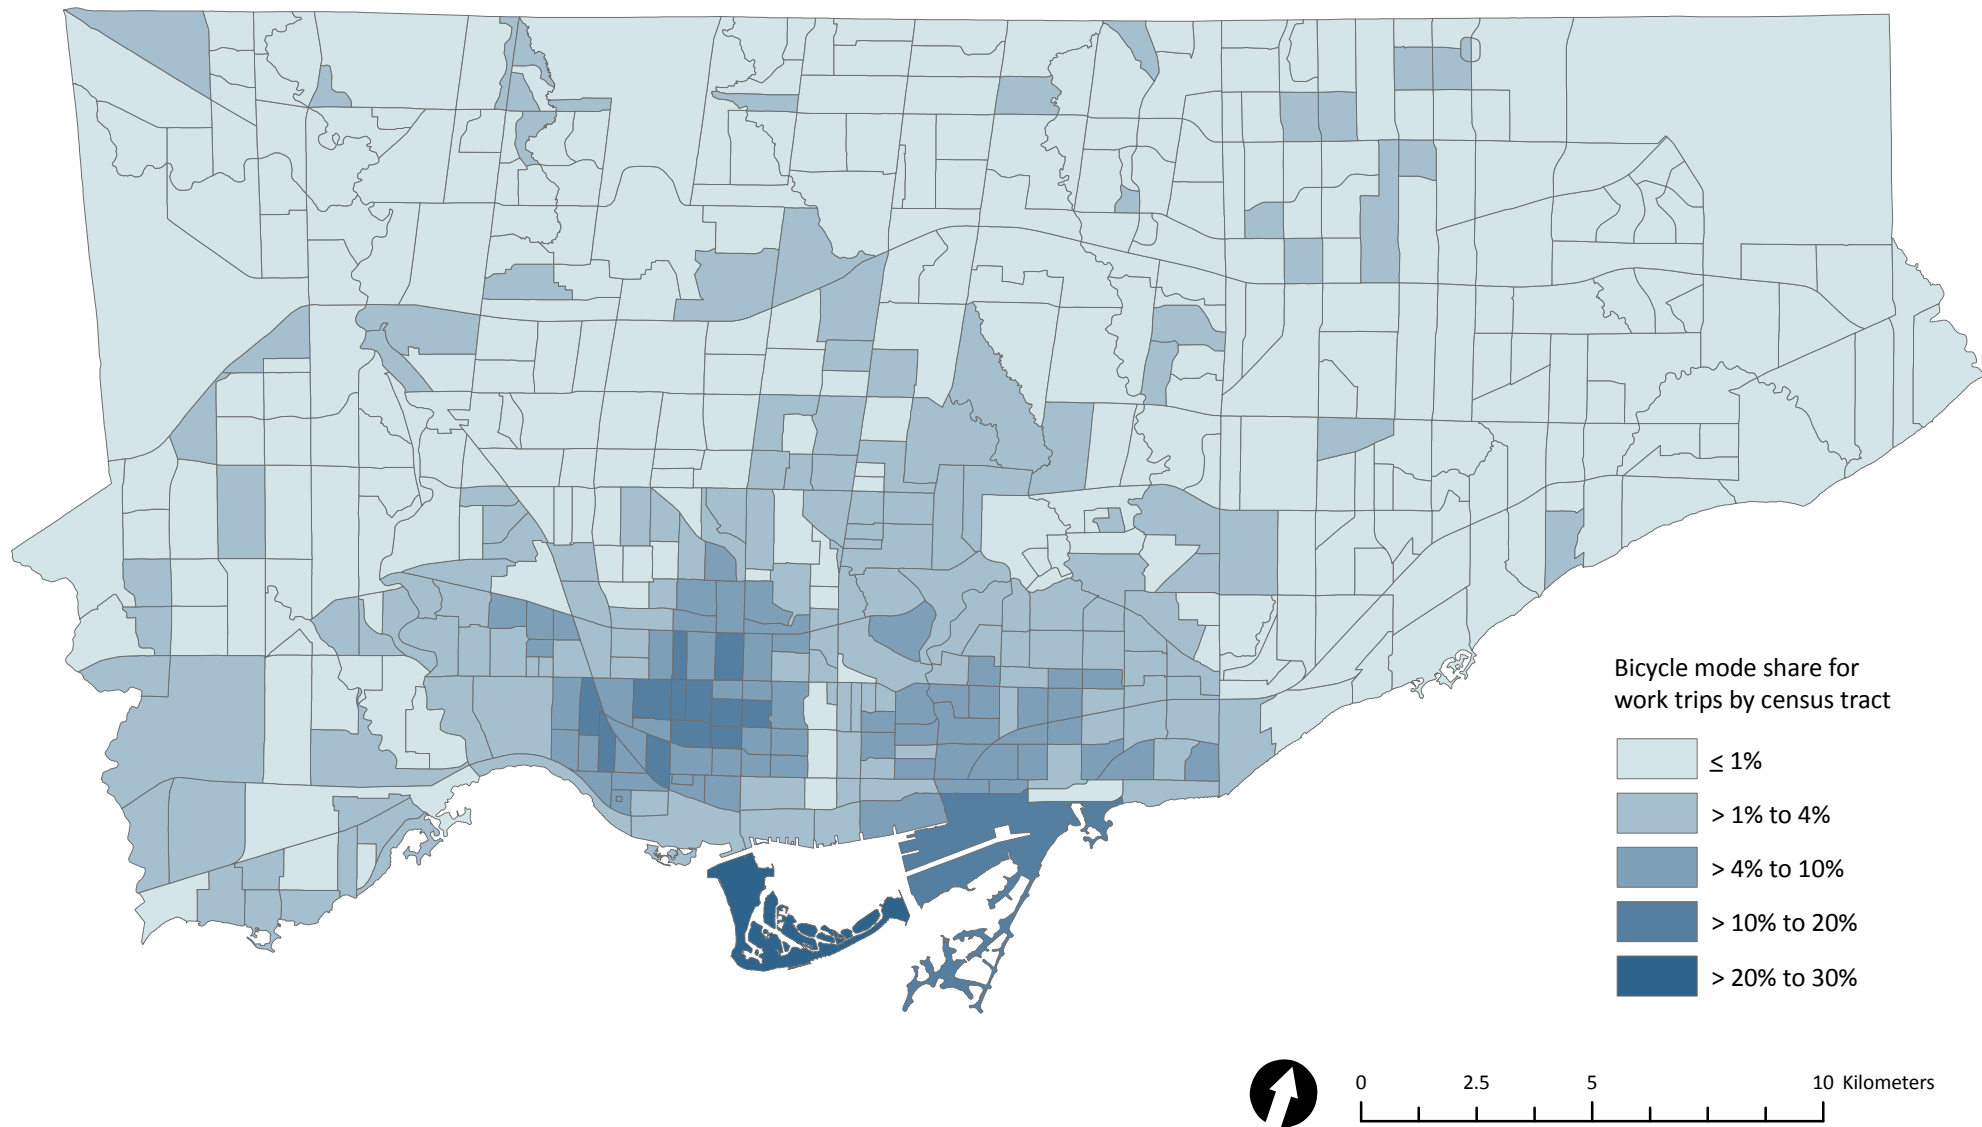 Bicycle mode share for
work trips by census tract
≤ 1%
> 1% to 4%
> 4% to 10%
> 10% to 20%
> 20% to 30%
0 2.5 5 10 Kilometers